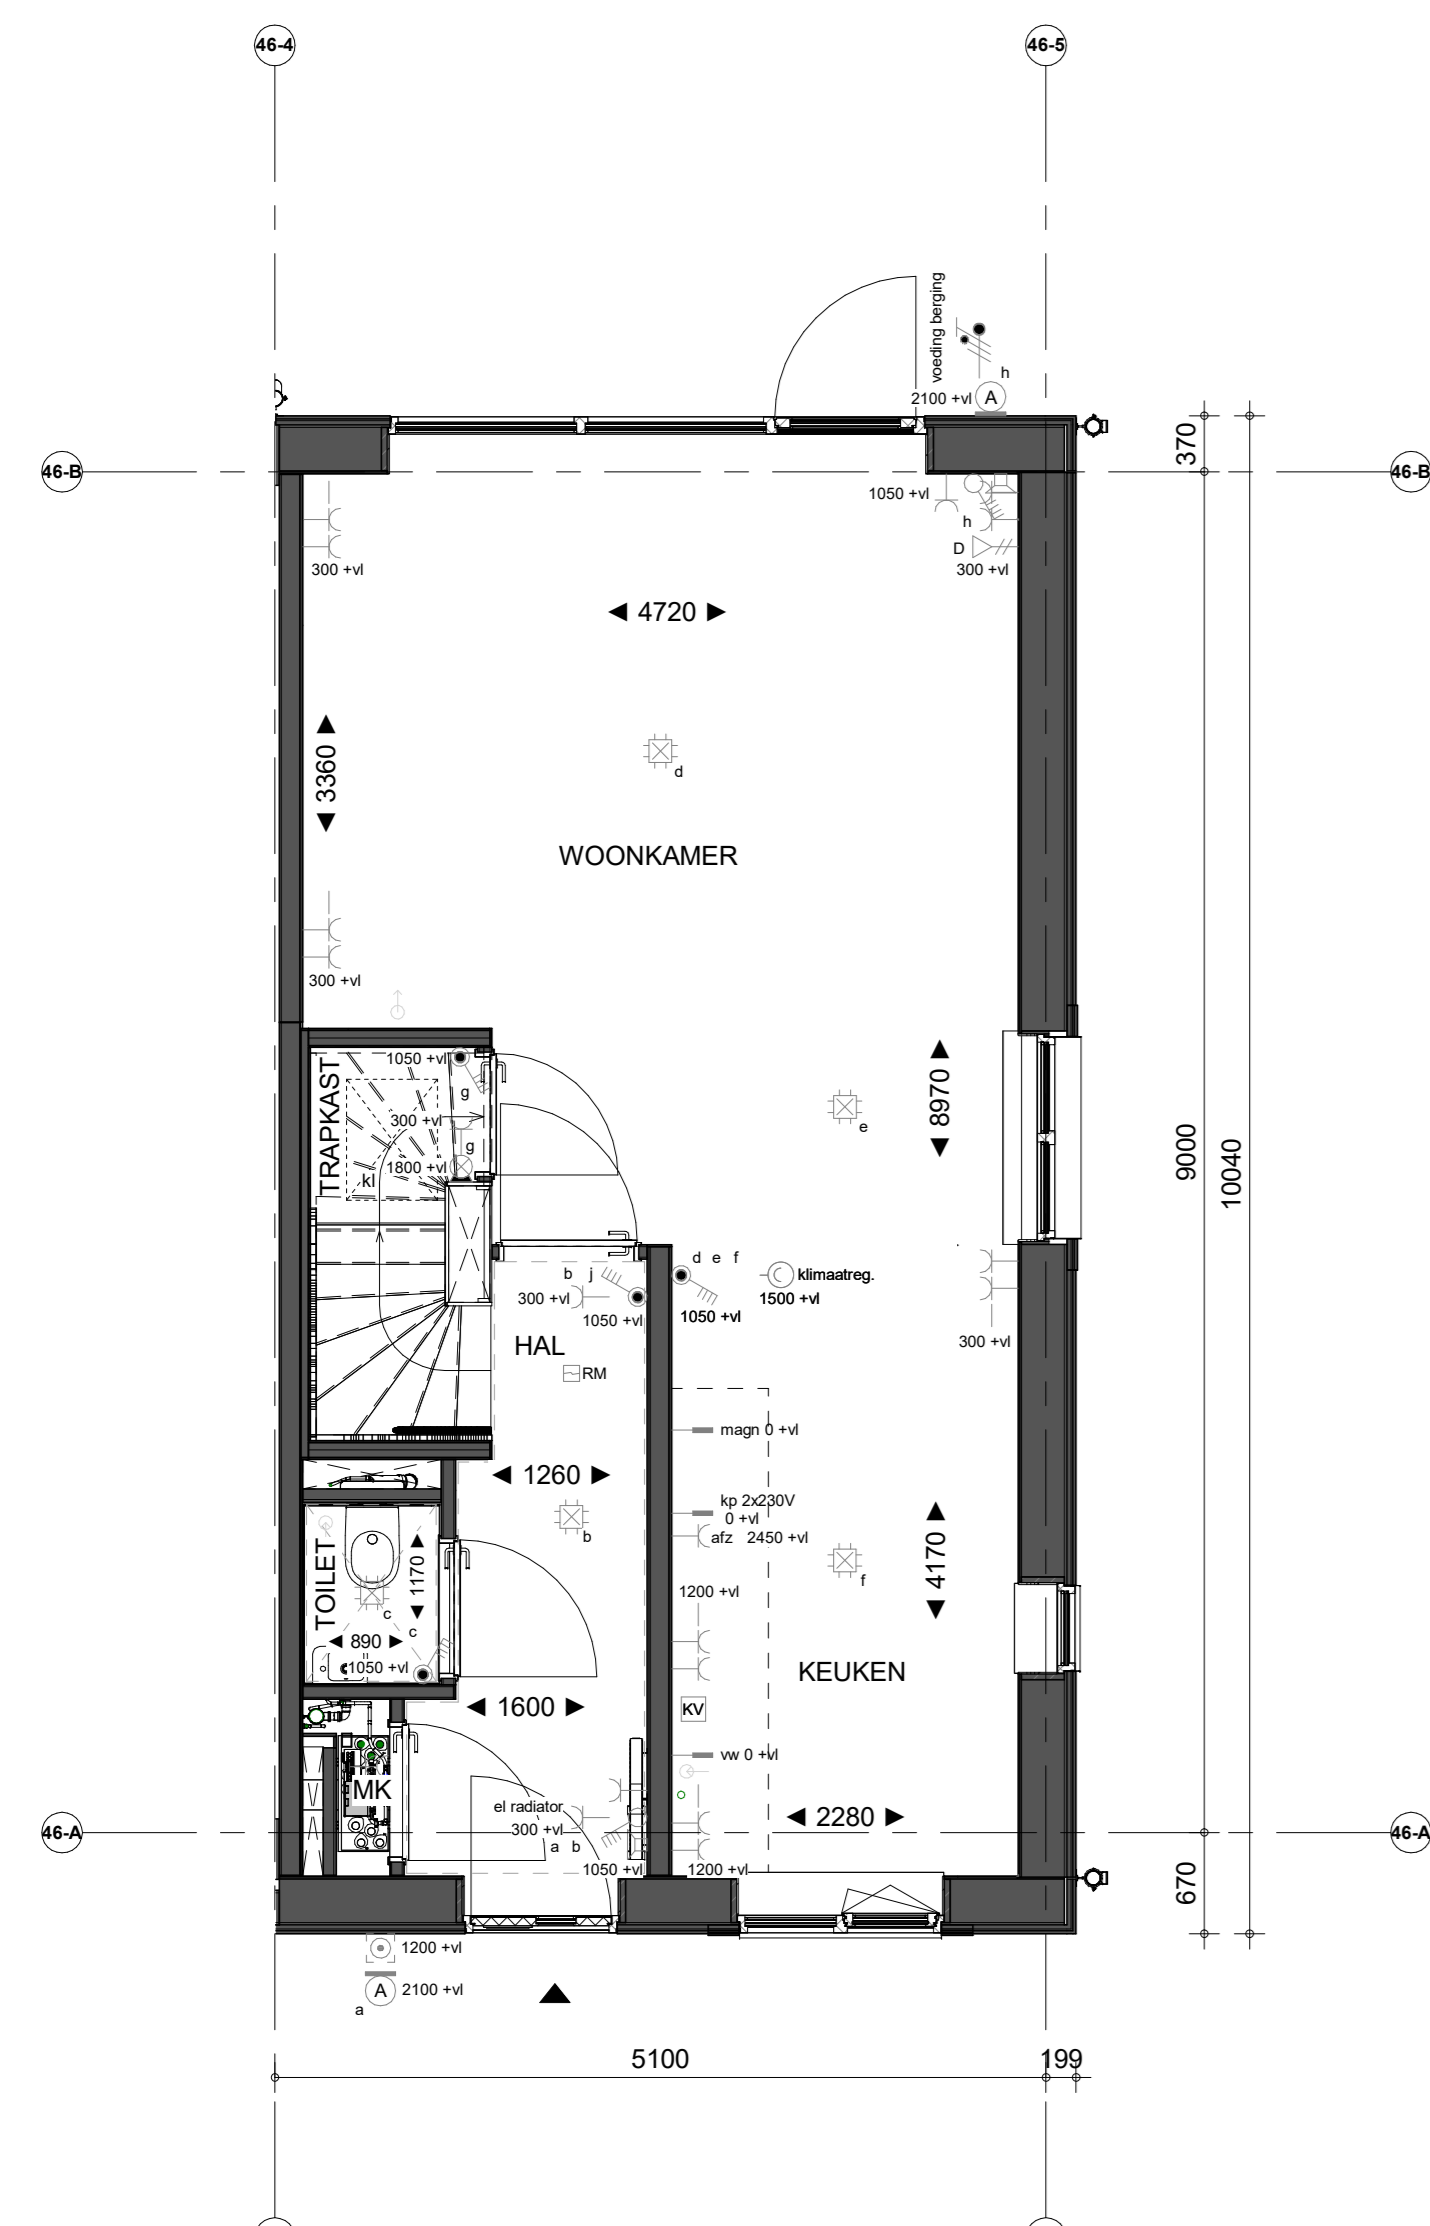 46-4
46-5
voeding berging
h
2100 +vl
A
370
46-B
46-B
1050 +vl
h
D
300 +vl
300 +vl
4720
3360
d
WOONKAMER
300 +vl
TRAPKAST
1050 +vl
g
300 +vl
g
1800 +vl
kl
e
8970
9000
10040
d e f
klimaatreg.
1500 +vl
1050 +vl
b j
300 +vl
1050 +vl
300 +vl
HAL
RM
magn 0 +vl
1260
kp 2x230V
0 +vl
afz 2450 +vl
b
f
4170
TOILET
1170
c
c
890
1050 +vl
1200 +vl
KEUKEN
1600
KV
vw 0 +vl
MK
el radiator
300 +vl
a b
1050 +vl
1200 +vl
2280
46-A
46-A
670
1200 +vl
A
2100 +vl
a
5100
199